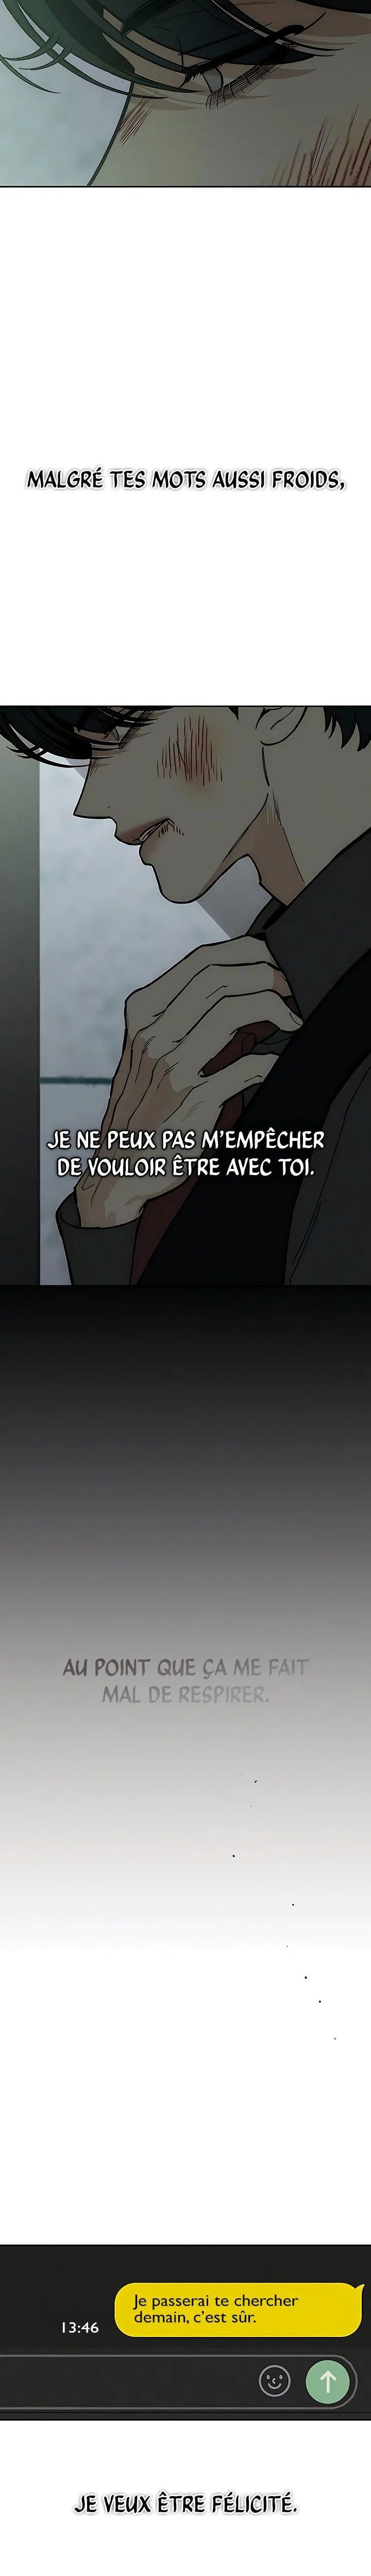 MALGRÉ TES MOTS AUSSI FROIDS,
JE NE PEUX PAS M'EMPÊCHER
DE VOULOIR ÊTRE AVEC TOI.
AU POINT QUE ÇA ME FAIT
MAL DE RESPIRER.
Je passerai te chercher
demain, c'est sûr.
13:46
JE VEUX ÊTRE FÉLICITÉ.